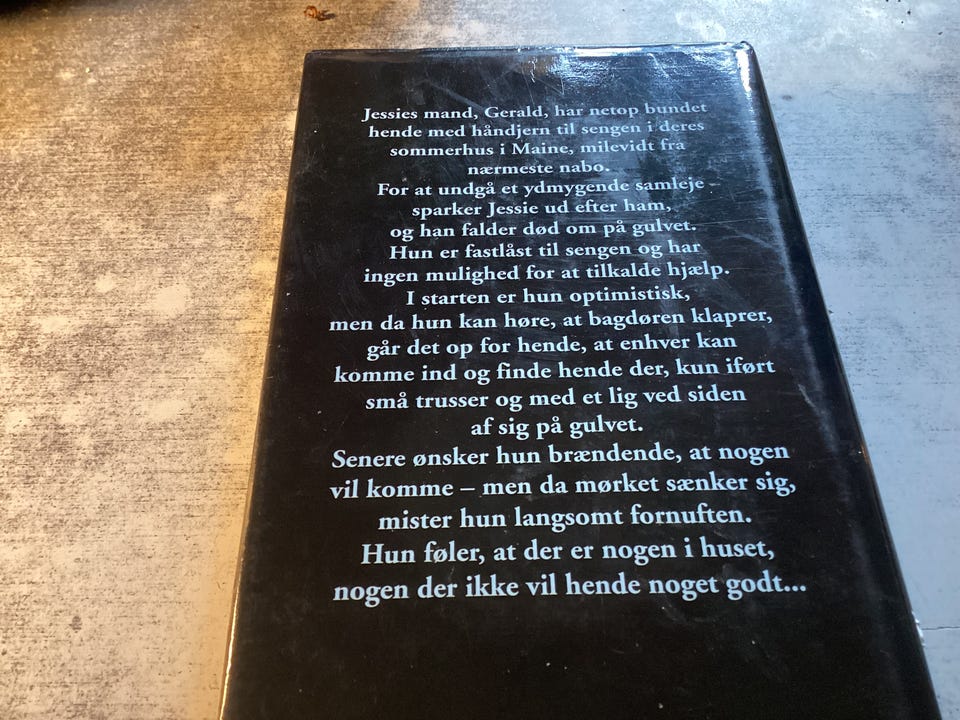 Jessies mand, Gerald, har netop bundet
hende med håndjern til sengen i deres
sommerhus i Maine, milevidt fra
nærmeste nabo.
For at undgå et ydmygende samleje –
sparker Jessie ud efter ham,
og han falder død om på gulvet.
Hun er fastlåst til sengen og har
ingen mulighed for at tilkalde hjælp.
I starten er hun optimistisk,
men da hun kan høre, at bagdøren klaprer,
går det op for hende, at enhver kan
komme ind og finde hende der, kun iført
små trusser og med et lig ved siden
af sig på gulvet.
Senere ønsker hun brændende, at nogen
vil komme – men da mørket sænker sig,
mister hun langsomt fornuften.
Hun føler, at der er nogen i huset,
nogen der ikke vil hende noget godt...